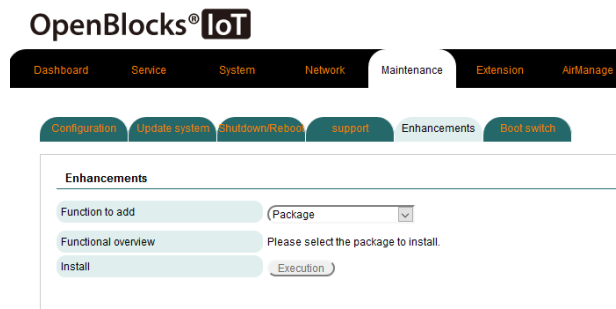 OpenBlocks® IoT
Dashboard Service System Network Maintenance Extension AirManage
Configuration Update system Shutdown/Reboot support Enhancements Boot switch
Enhancements
Function to add Package
Functional overview Please select the package to install.
Install Execution